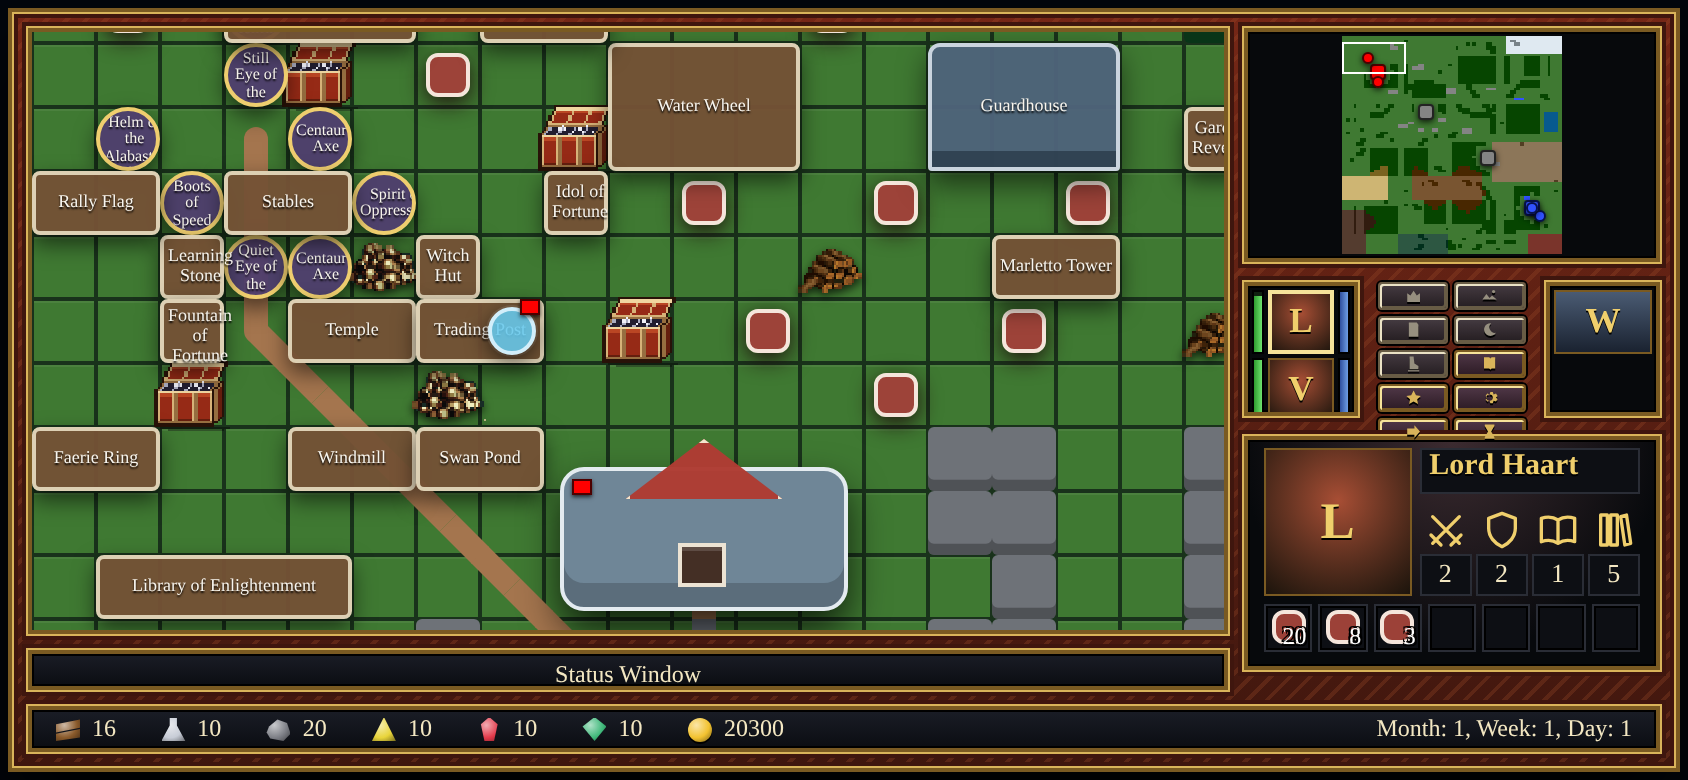 Still
Eye of
the
Water Wheel
Guardhouse
Helm
the
Alabast
Centaur
Axe
Rally Flag
Boots
of
Speed
Stables
Spirit
Oppress
Idol of
Fortune
Learning
Stone
Quiet
Eye of
the
Centaur
Axe
Witch
Hut
Marletto Tower
Fountain
of
Fortune
Temple
Trading Post
Faerie Ring
Windmill
Swan Pond
Library of Enlightenment
L
V
W
L
Lord Haart
2
2
1
5
20
8
3
Status Window
16
10
20
10
10
10
20300
Month: 1, Week: 1, Day: 1